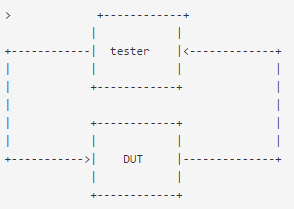 >            +------------+
             |            |
+------------|  tester    |<-------------+
|            |            |              |
|            +------------+              |
|                                        |
|            +------------+              |
|            |            |              |
+----------->|    DUT     |--------------+
             |            |
             +------------+